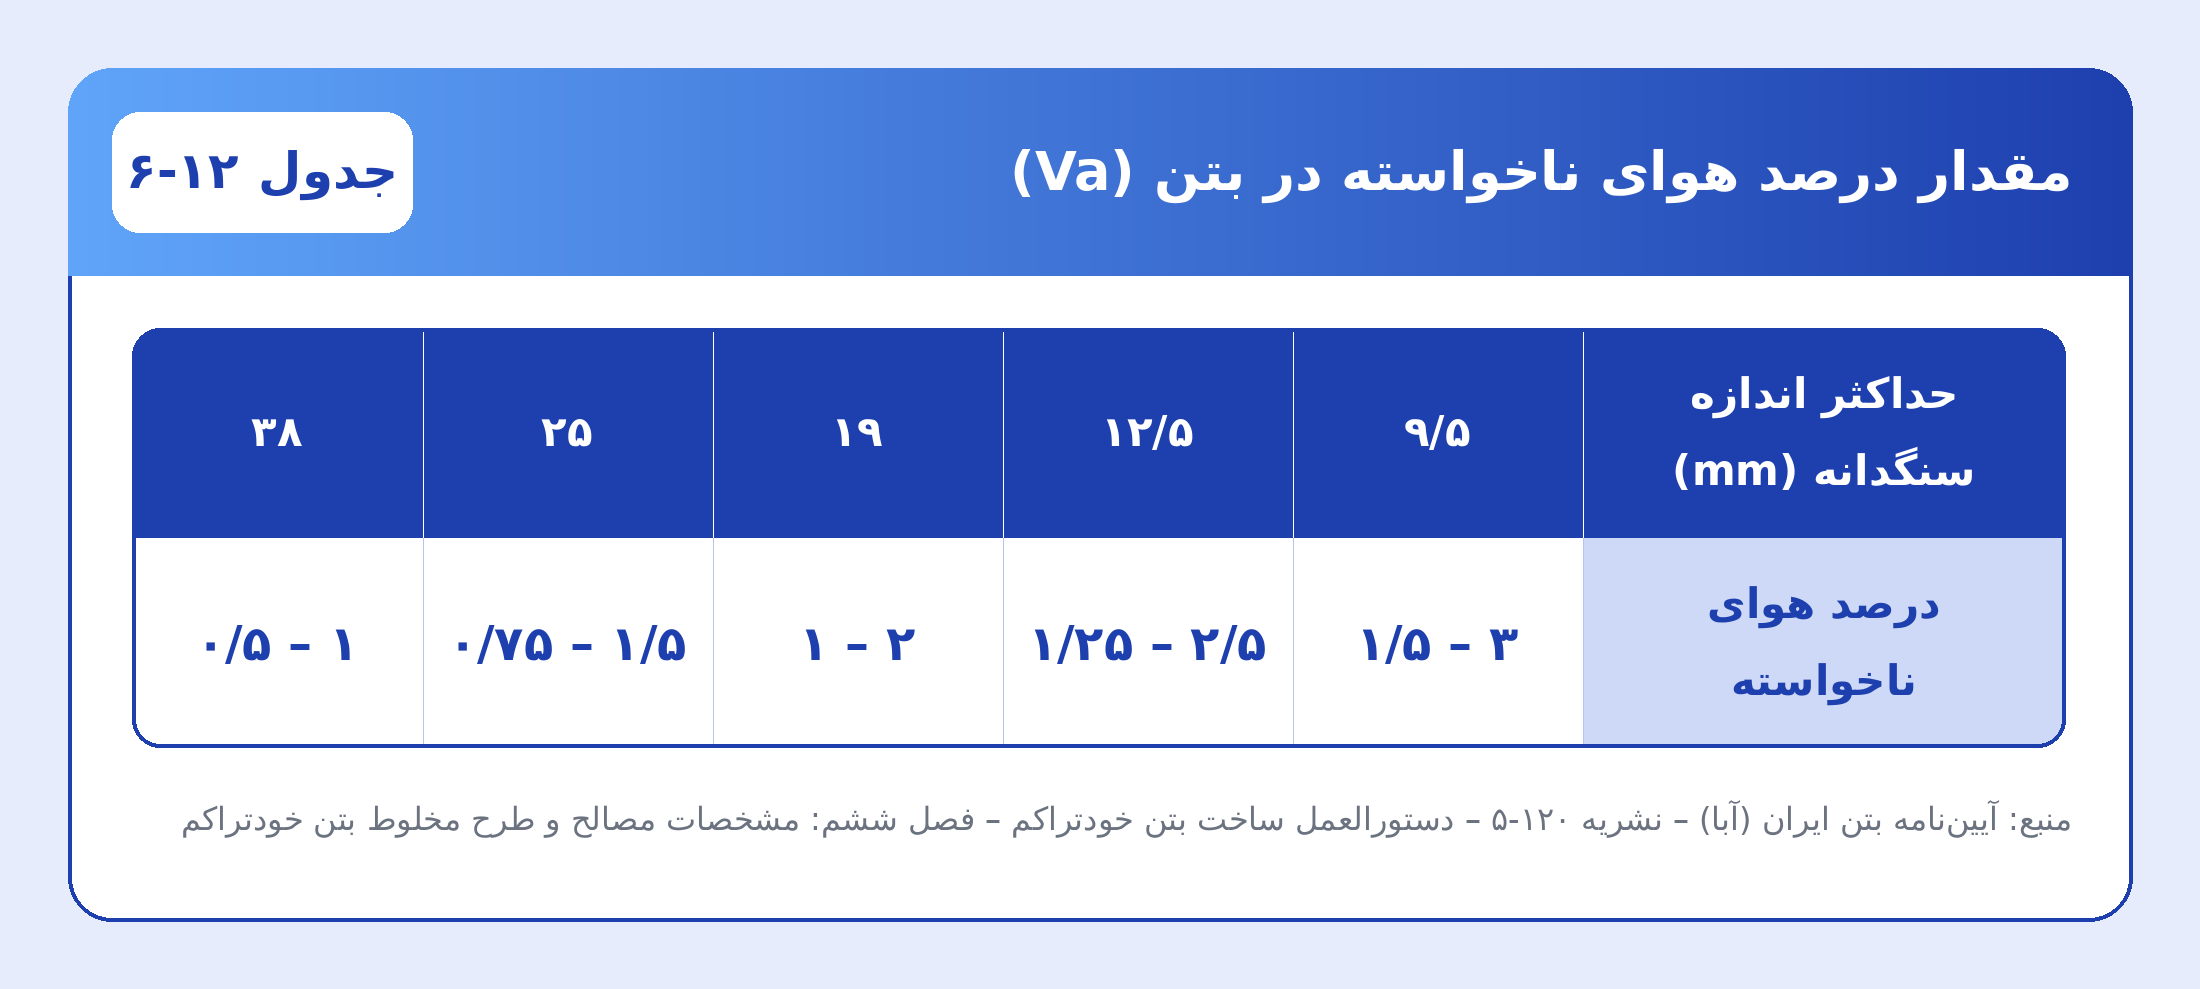 مقدار درصد هوای ناخواسته در بتن (Va)
جدول ۱۲-۶
حداکثر اندازه
سنگدانه (mm)
۹/۵
۱۲/۵
۱۹
۲۵
۳۸
درصد هوای
ناخواسته
۱/۵ – ۳
۱/۲۵ – ۲/۵
۱ – ۲
۰/۷۵ – ۱/۵
۰/۵ – ۱
منبع: آیین‌نامه بتن ایران (آبا) – نشریه ۱۲۰-۵ – دستورالعمل ساخت بتن خودتراکم – فصل ششم: مشخصات مصالح و طرح مخلوط بتن خودتراکم